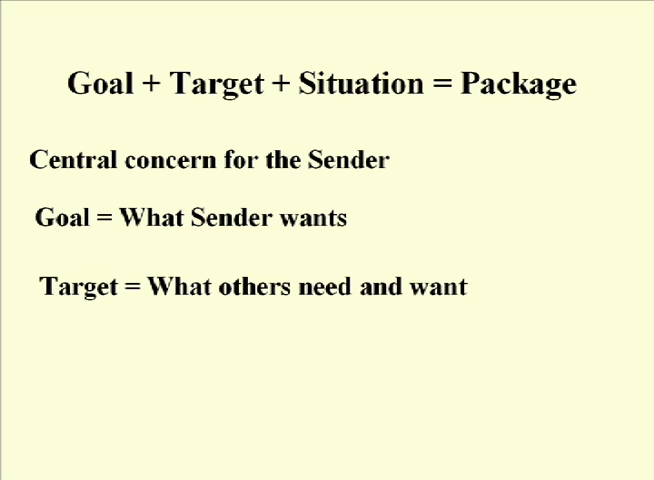 Goal + Target + Situation = Package
Central concern for the Sender
Goal = What Sender wants
Target = What others need and want